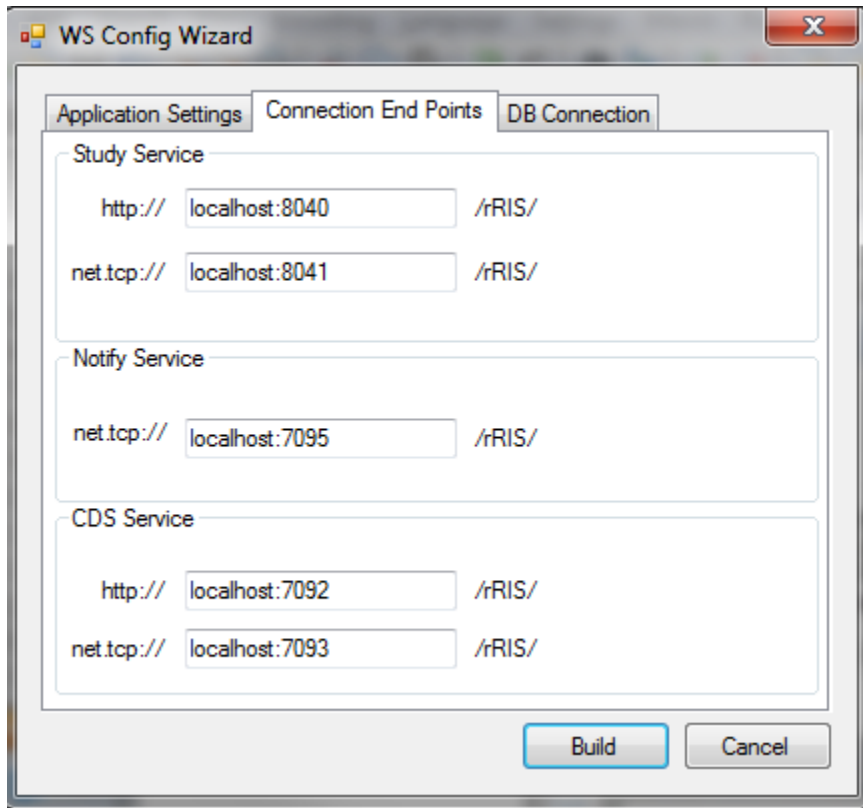 WS Config Wizard
Application Settings Connection End Points DB Connection
Study Service
http:// localhost:8040 /rRIS/
net.tcp:// localhost:8041 /rRIS/
Notify Service
net.tcp:// localhost:7095 /rRIS/
CDS Service
http:// localhost:7092 /rRIS/
net.tcp:// localhost:7093 /rRIS/
Build Cancel